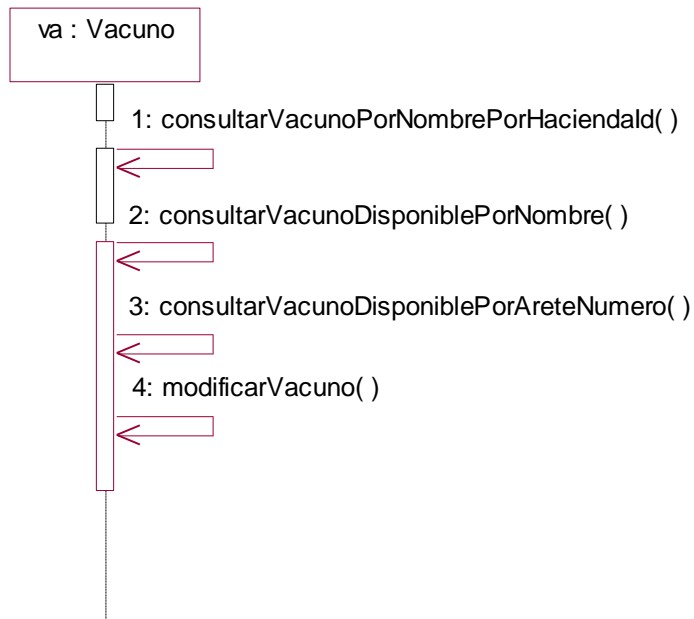 va : Vacuno
1: consultarVacunoPorNombrePorHaciendaId( )
2: consultarVacunoDisponiblePorNombre( )
3: consultarVacunoDisponiblePorAreteNumero( )
4: modificarVacuno( )